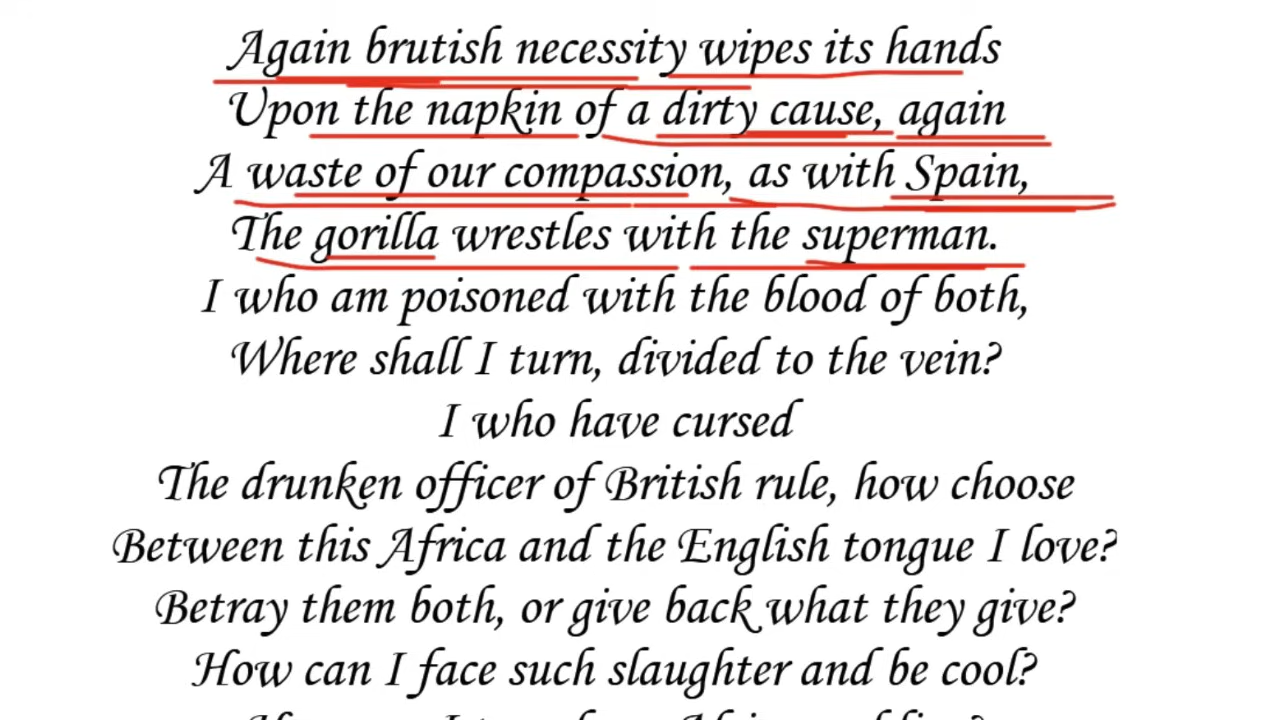 Again brutish necessity wipes its hands
Upon the napkin of a dirty cause, again
A waste of our compassion, as with Spain,
The gorilla wrestles with the superman.
I who am poisoned with the blood of both,
Where shall I turn, divided to the vein?
I who have cursed
The drunken officer of British rule, how choose
Between this Africa and the English tongue I love?
Betray them both, or give back what they give?
How can I face such slaughter and be cool?